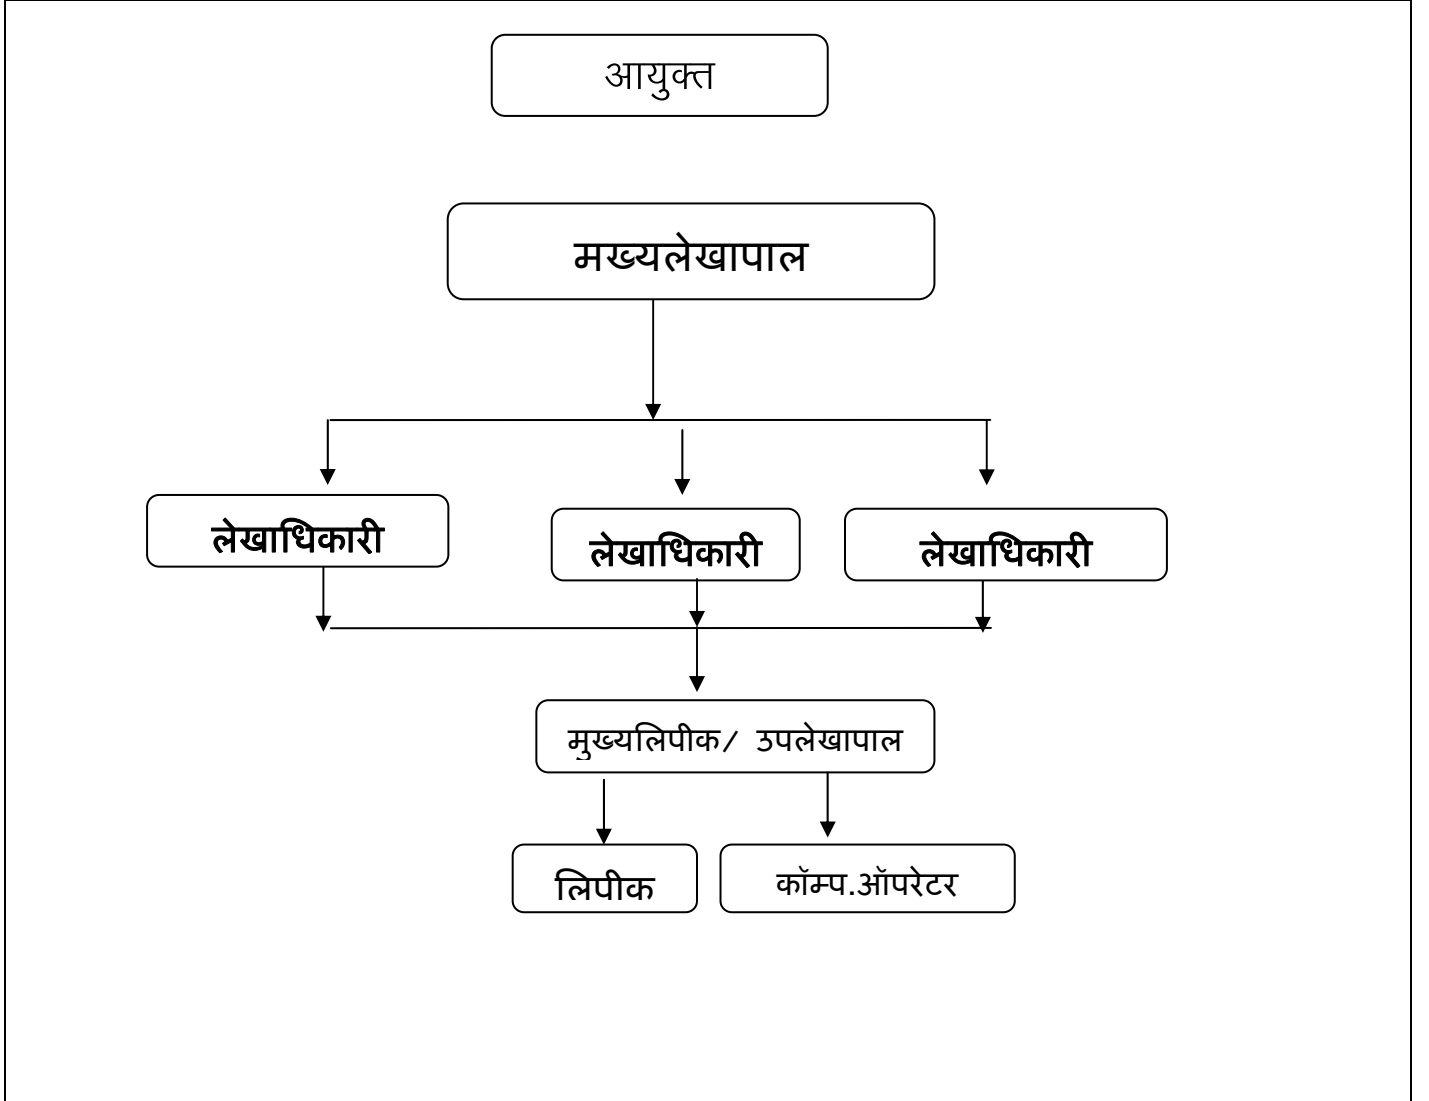 आयुक्त
मख्यलेखापाल
लेखाधिकारी
लेखाधिकारी
लेखाधिकारी
मुख्यलिपीक/ उपलेखापाल
लिपीक
कॉम्प.ऑपरेटर